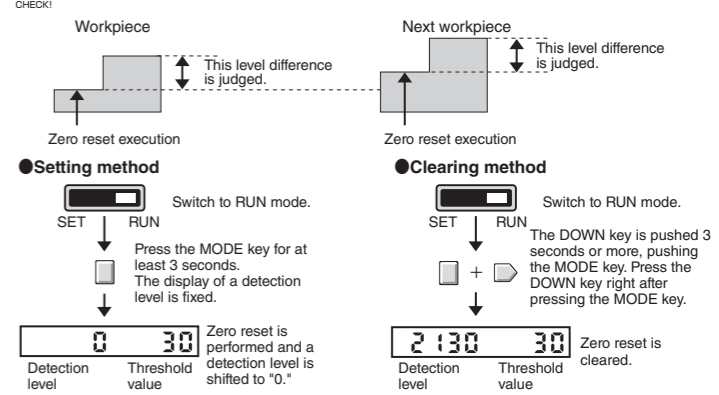 CHECK!
Workpiece
This level difference
is judged.
Zero reset execution
Next workpiece
This level difference
is judged.
Zero reset execution
●Setting method
Switch to RUN mode.
SET RUN
Press the MODE key for at
least 3 seconds.
The display of a detection
level is fixed.
0 30
Detection
level
Threshold
value
Zero reset is
performed and a
detection level is
shifted to "0."
●Clearing method
Switch to RUN mode.
SET RUN
The DOWN key is pushed 3
seconds or more, pushing
the MODE key. Press the
DOWN key right after
pressing the MODE key.
+
2130 30
Detection
level
Threshold
value
Zero reset is
cleared.